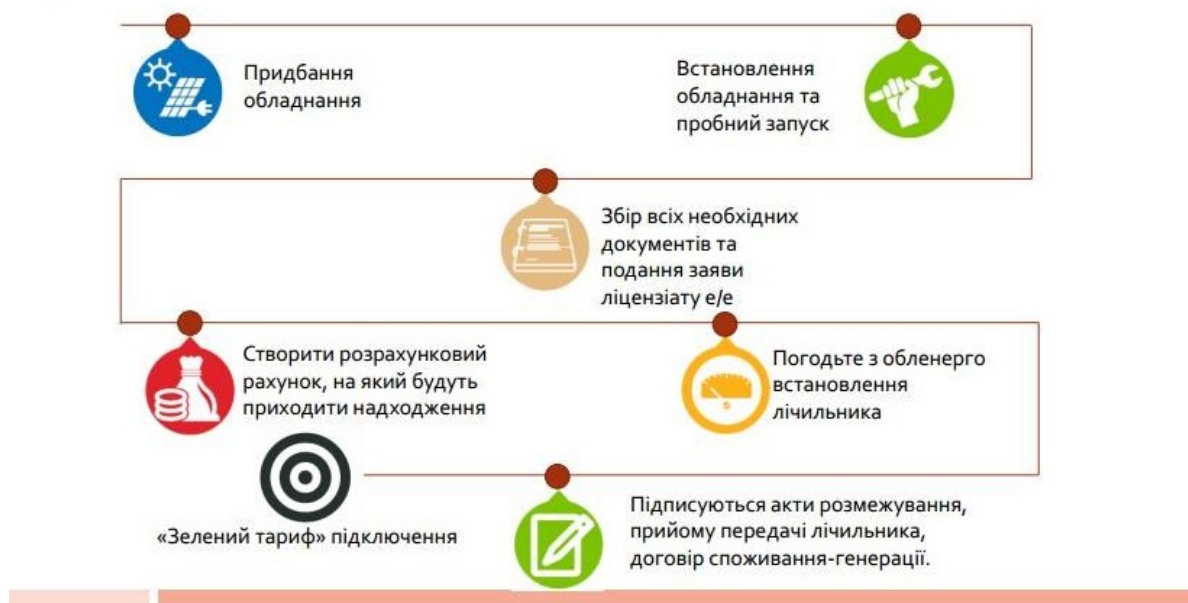 Придбання
обладнання
Встановлення
обладнання та
пробний запуск
Збір всіх необхідних
документів та
подання заяви
ліцензіату е/е
Створити розрахунковий
рахунок, на який будуть
приходити надходження
Погодьте з обленерго
встановлення
лічильника
Підписуються акти розмежування,
прийому передачі лічильника,
договір споживання-генерації.
«Зелений тариф» підключення